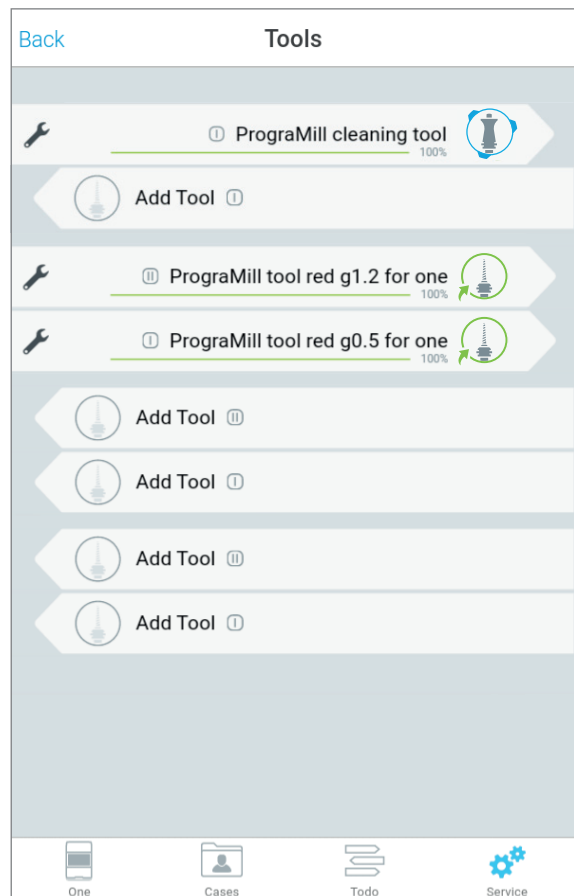 Back Tools
I PrograMill cleaning tool
100%
Add Tool I
II PrograMill tool red g1.2 for one
100%
I PrograMill tool red g0.5 for one
100%
Add Tool II
Add Tool I
Add Tool II
Add Tool I
One Cases Todo Service